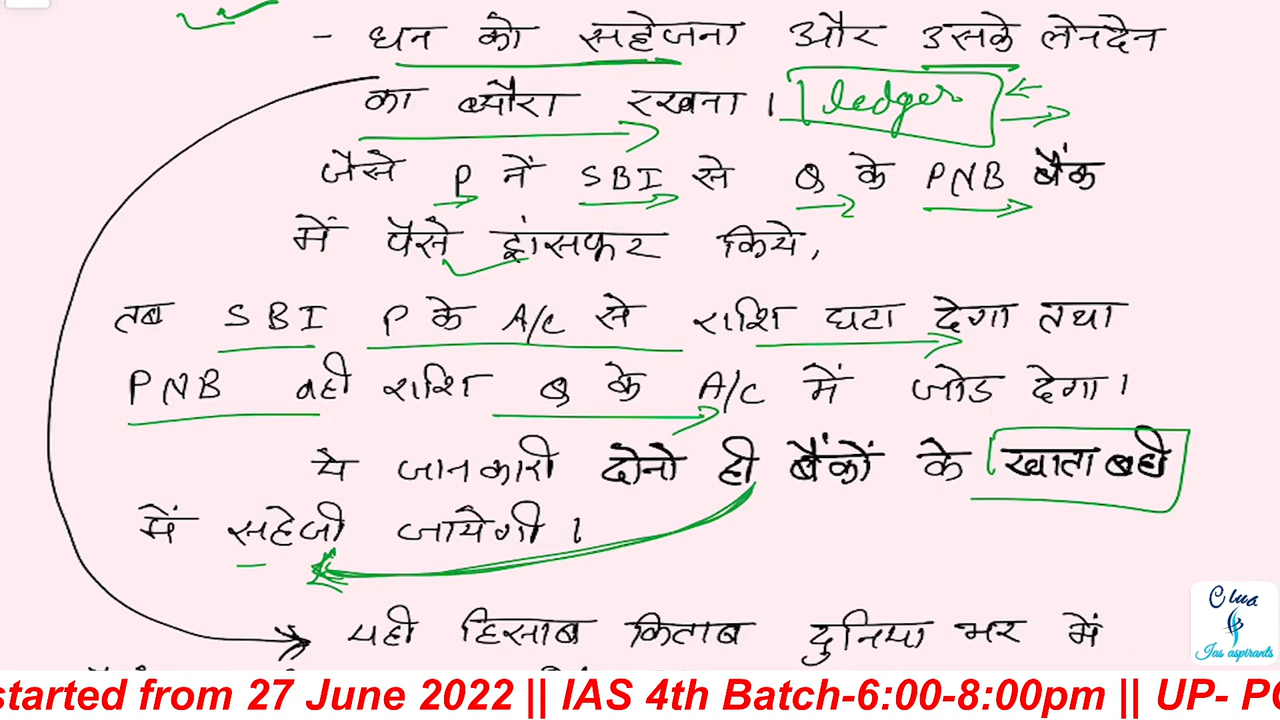 - धन को सहेजना और उसके लेनदेन
का ब्यौरा रखना। ledger
जैसे P ने SBI से Q के PNB बैंक
में पैसे ट्रांसफर किये,
तब SBI P के A/C से राशि घटा देगा तथा
PNB वही राशि Q के A/C में जोड देगा।
ये जानकारी दोनो ही बैंकों के खाता बही
में सहेजी जायेगी।
यही हिसाब किताब दुनिया भर में
Clue
Ias aspirants
started from 27 June 2022 || IAS 4th Batch-6:00-8:00pm || UP- PC